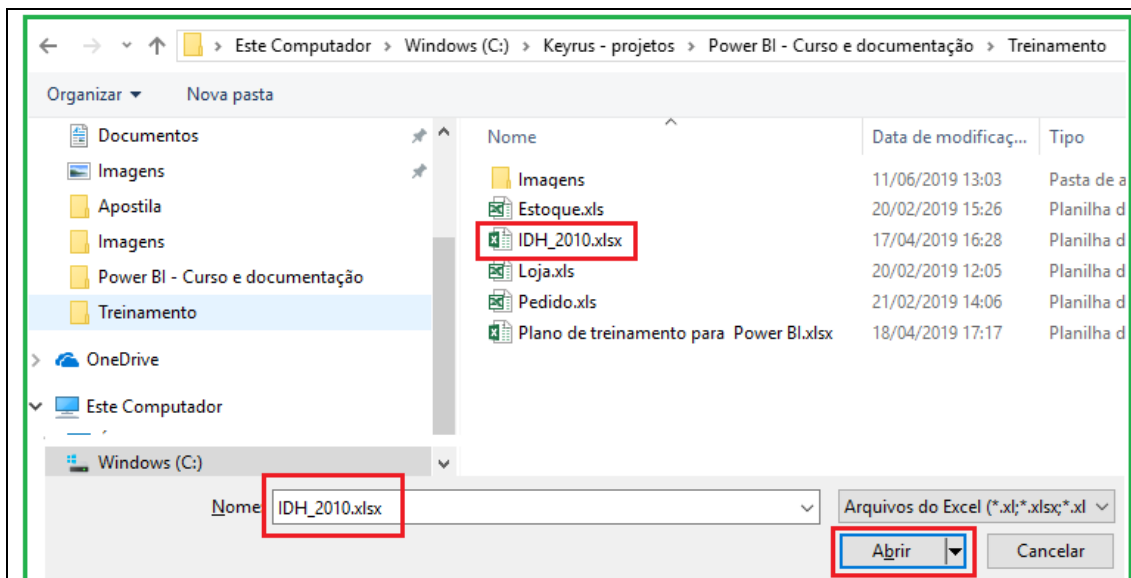 Este Computador > Windows (C:) > Keyrus - projetos > Power BI - Curso e documentação > Treinamento
Organizar Nova pasta
Documentos
Imagens
Apostila
Imagens
Power BI - Curso e documentação
Treinamento
OneDrive
Este Computador
Windows (C:)
Nome Data de modificaç... Tipo
Imagens 11/06/2019 13:03 Pasta de a
Estoque.xls 20/02/2019 15:26 Planilha d
IDH_2010.xlsx 17/04/2019 16:28 Planilha d
Loja.xls 20/02/2019 12:05 Planilha d
Pedido.xls 21/02/2019 14:06 Planilha d
Plano de treinamento para Power BI.xlsx 18/04/2019 17:17 Planilha d
Nome IDH_2010.xlsx Arquivos do Excel (*.xl;*.xlsx;*.xl
Abrir Cancelar